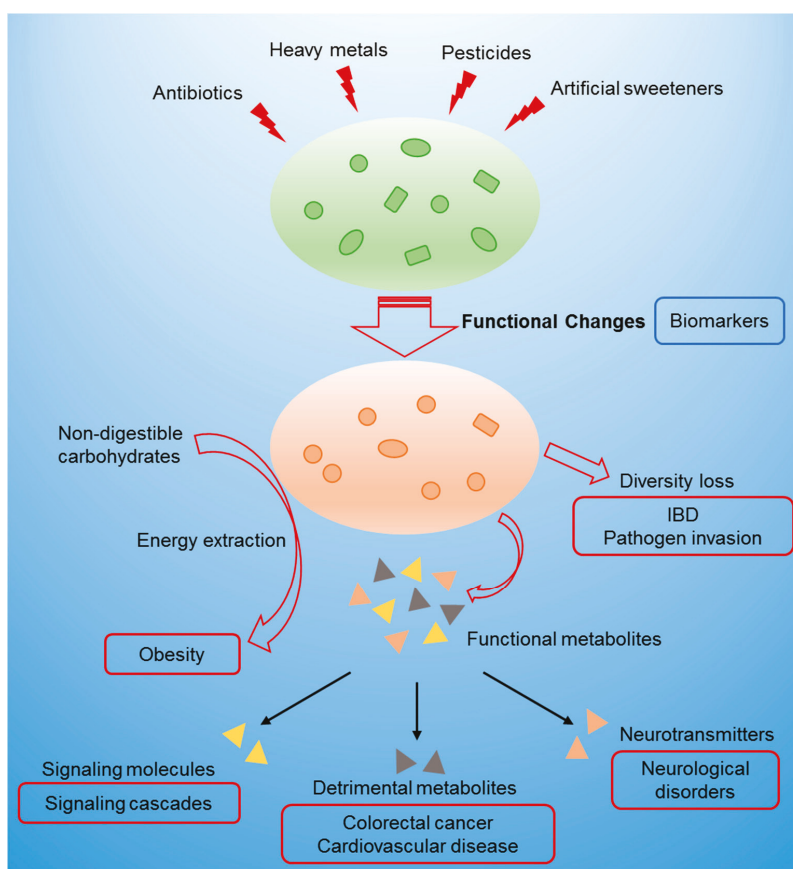 Heavy metals
Pesticides
Antibiotics
Artificial sweeteners
Functional Changes
Biomarkers
Non-digestible
carbohydrates
Diversity loss
IBD
Pathogen invasion
Energy extraction
Functional metabolites
Obesity
Neurotransmitters
Neurological
disorders
Signaling molecules
Signaling cascades
Detrimental metabolites
Colorectal cancer
Cardiovascular disease